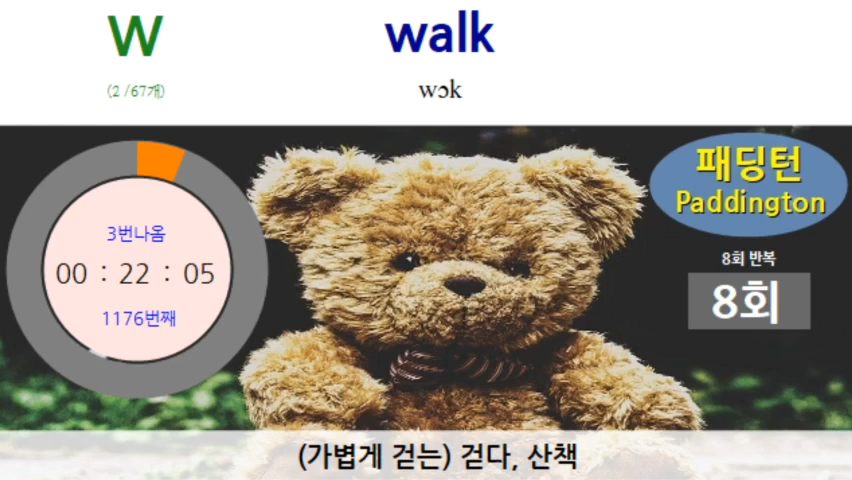 W
(2 /67개)
walk
wɔk
패딩턴
Paddington
8회 반복
8회
3번나옴
00 : 22 : 05
1176번째
(가볍게 걷는) 걷다, 산책